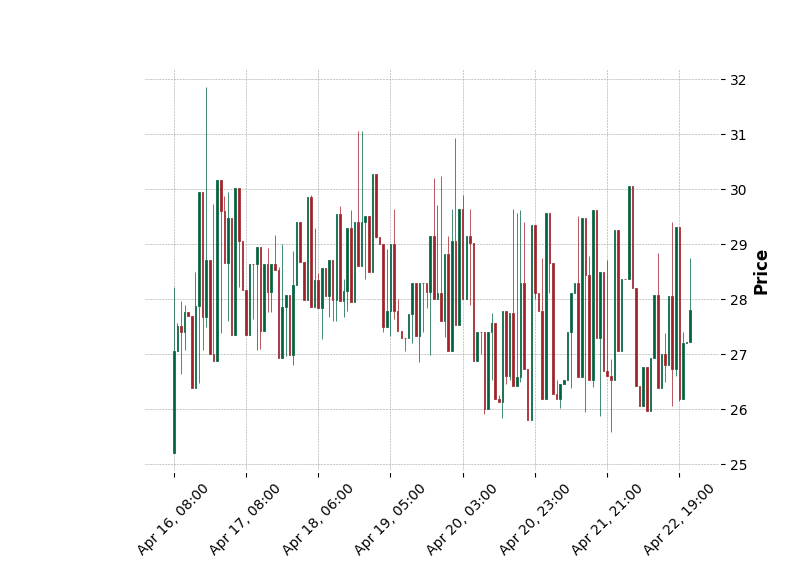 32
31
30
29
28
27
26
25
Price
Apr 16, 08:00
Apr 17, 08:00
Apr 18, 06:00
Apr 19, 05:00
Apr 20, 03:00
Apr 20, 23:00
Apr 21, 21:00
Apr 22, 19:00